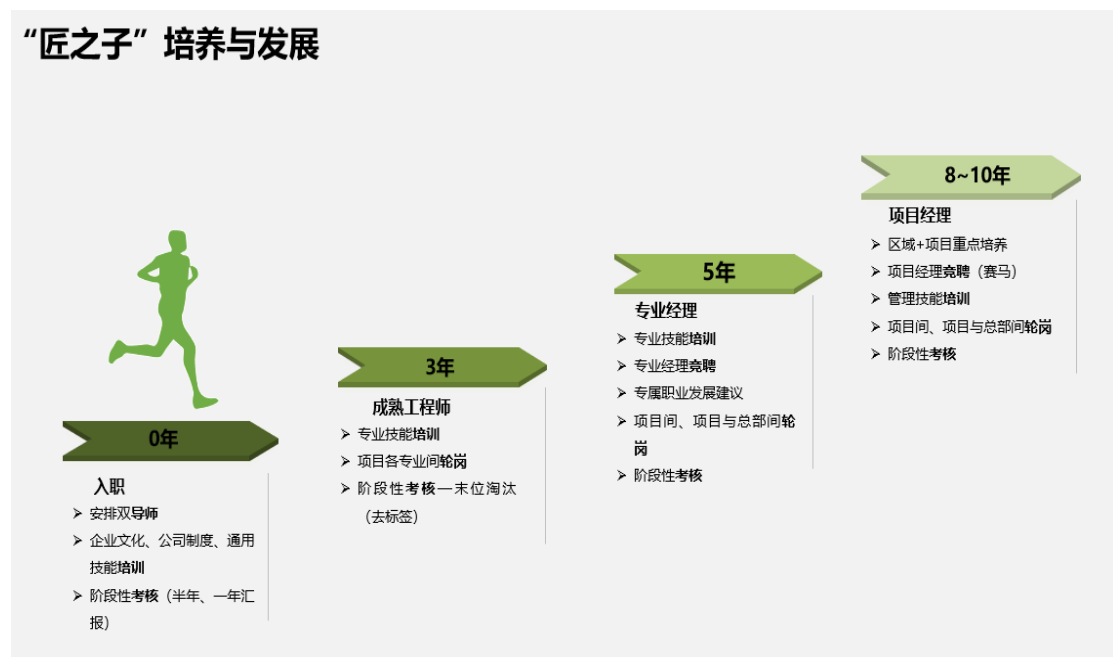 “匠之子”培养与发展
0年
入职
➢ 安排双导师
➢ 企业文化、公司制度、通用
技能培训
➢ 阶段性考核（半年、一年汇
报）
3年
成熟工程师
➢ 专业技能培训
➢ 项目各专业间轮岗
➢ 阶段性考核—末位淘汰
（去标签）
5年
专业经理
➢ 专业技能培训
➢ 专业经理竞聘
➢ 专属职业发展建议
➢ 项目间、项目与总部间轮
岗
➢ 阶段性考核
8~10年
项目经理
➢ 区域+项目重点培养
➢ 项目经理竞聘（赛马）
➢ 管理技能培训
➢ 项目间、项目与总部间轮岗
➢ 阶段性考核